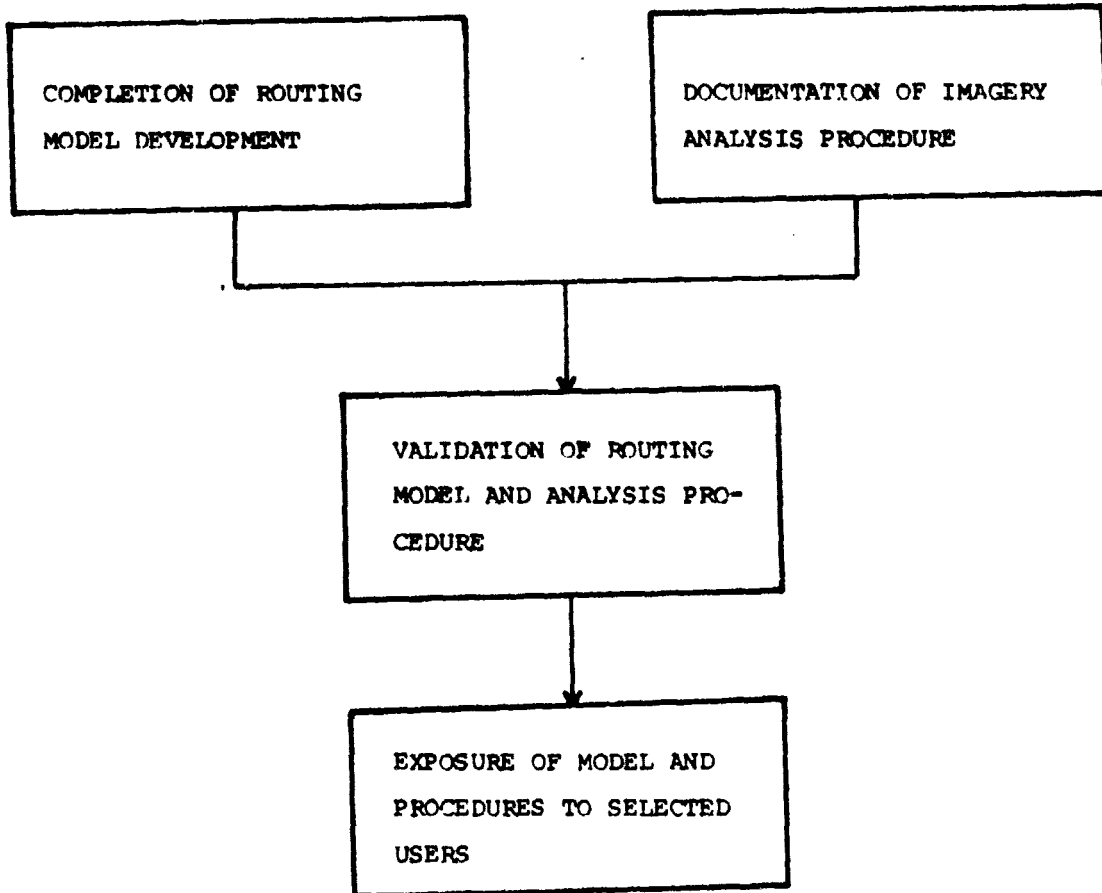 COMPLETION OF ROUTING
MODEL DEVELOPMENT
DOCUMENTATION OF IMAGERY
ANALYSIS PROCEDURE
VALIDATION OF ROUTING
MODEL AND ANALYSIS PRO-
CEDURE
EXPOSURE OF MODEL AND
PROCEDURES TO SELECTED
USERS